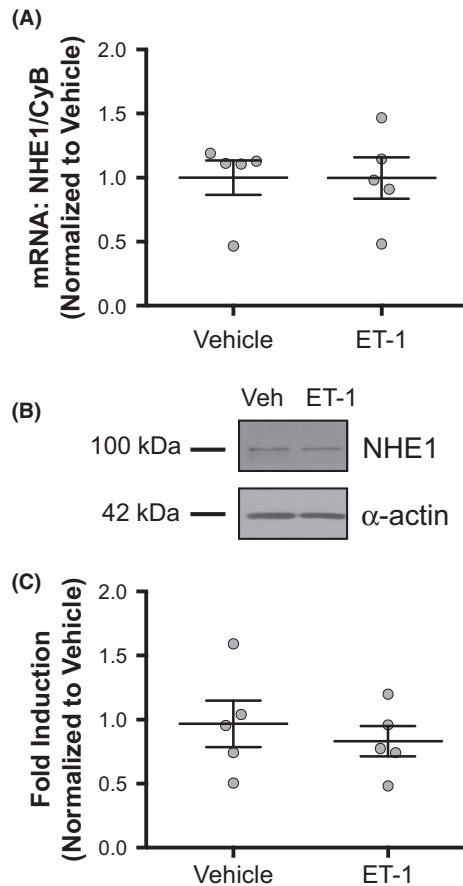 (A)
mRNA: NHE1/CyB
(Normalized to Vehicle)
2.0
1.5
1.0
0.5
0.0
Vehicle ET-1
(B)
Veh ET-1
100 kDa NHE1
42 kDa α-actin
(C)
Fold Induction
(Normalized to Vehicle)
2.0
1.5
1.0
0.5
0.0
Vehicle ET-1